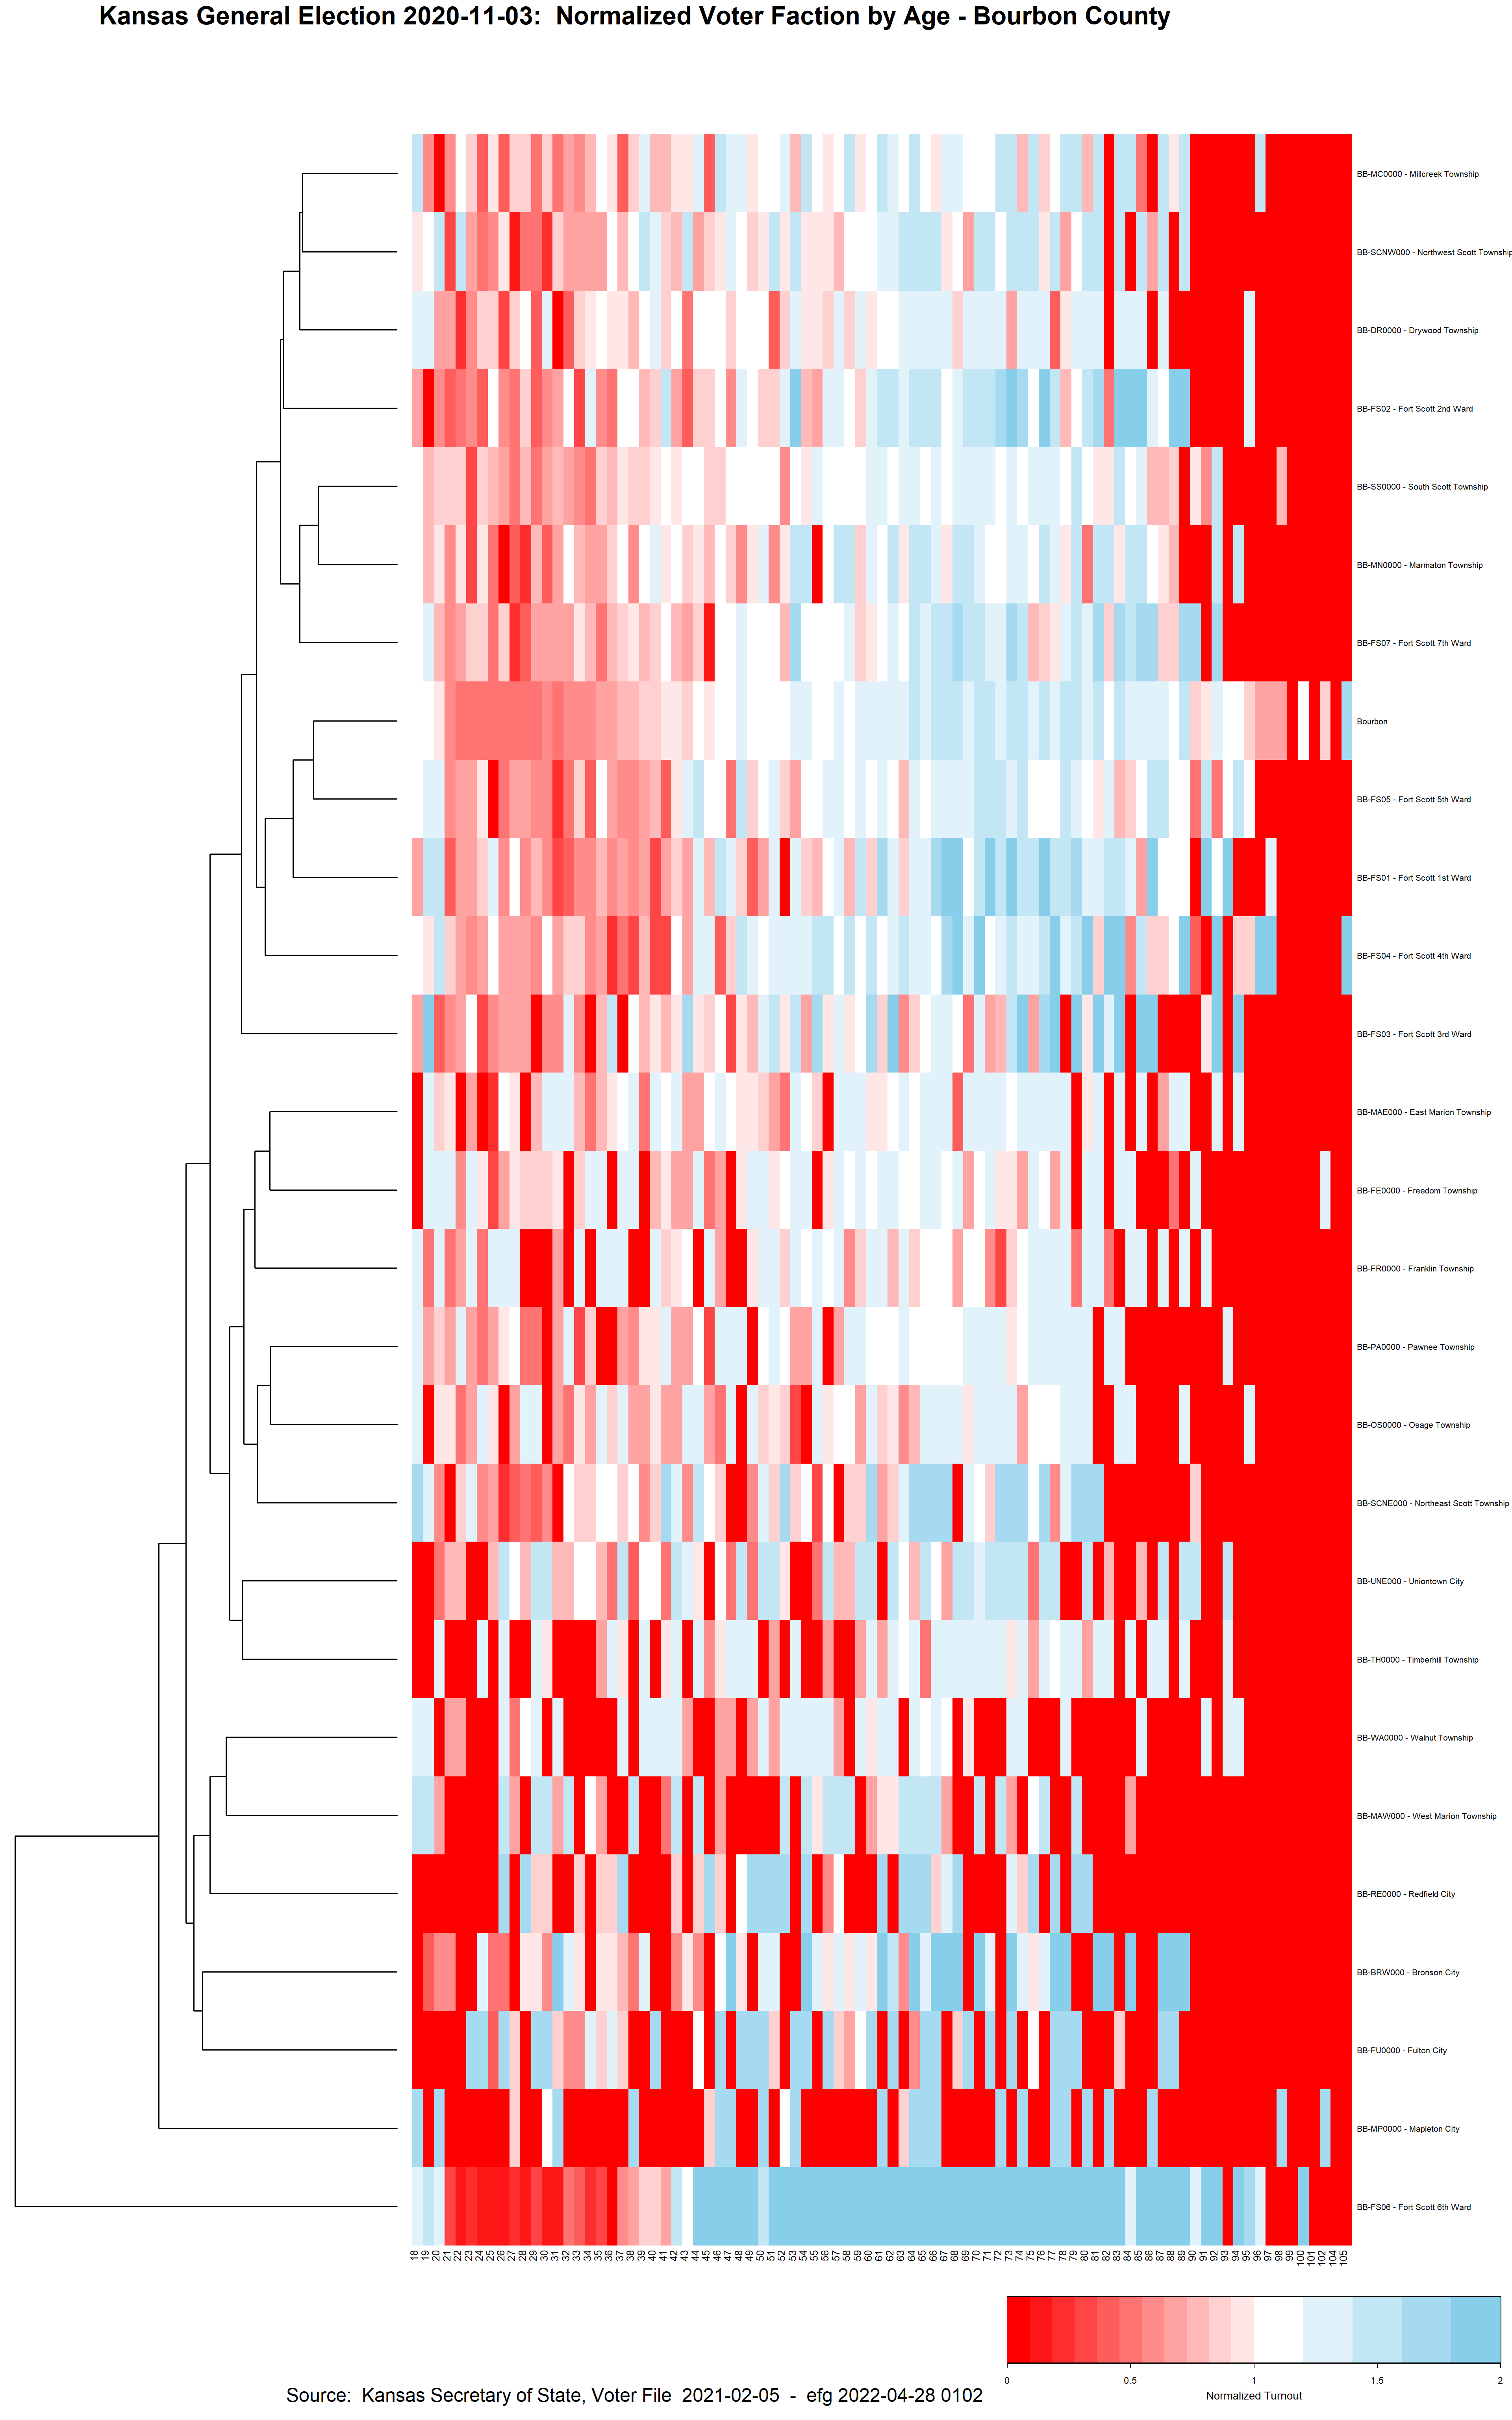 Kansas General Election 2020-11-03:  Normalized Voter Faction by Age - Bourbon County
BB-MC0000 - Millcreek Township
BB-SCNW000 - Northwest Scott Township
BB-DR0000 - Drywood Township
BB-FS02 - Fort Scott 2nd Ward
BB-SS0000 - South Scott Township
BB-MN0000 - Marmaton Township
BB-FS07 - Fort Scott 7th Ward
Bourbon
BB-FS05 - Fort Scott 5th Ward
BB-FS01 - Fort Scott 1st Ward
BB-FS04 - Fort Scott 4th Ward
BB-FS03 - Fort Scott 3rd Ward
BB-MAE000 - East Marion Township
BB-FE0000 - Freedom Township
BB-FR0000 - Franklin Township
BB-PA0000 - Pawnee Township
BB-OS0000 - Osage Township
BB-SCNE000 - Northeast Scott Township
BB-UNE000 - Uniontown City
BB-TH0000 - Timberhill Township
BB-WA0000 - Walnut Township
BB-MAW000 - West Marion Township
BB-RE0000 - Redfield City
BB-BRW000 - Bronson City
BB-FU0000 - Fulton City
BB-MP0000 - Mapleton City
BB-FS06 - Fort Scott 6th Ward
18 19 20 21 22 23 24 25 26 27 28 29 30 31 32 33 34 35 36 37 38 39 40 41 42 43 44 45 46 47 48 49 50 51 52 53 54 55 56 57 58 59 60 61 62 63 64 65 66 67 68 69 70 71 72 73 74 75 76 77 78 79 80 81 82 83 84 85 86 87 88 89 90 91 92 93 94 95 96 97 98 99 100 101 102 104 105
0 0.5 1 1.5 2
Normalized Turnout
Source:  Kansas Secretary of State, Voter File  2021-02-05  -  efg 2022-04-28 0102